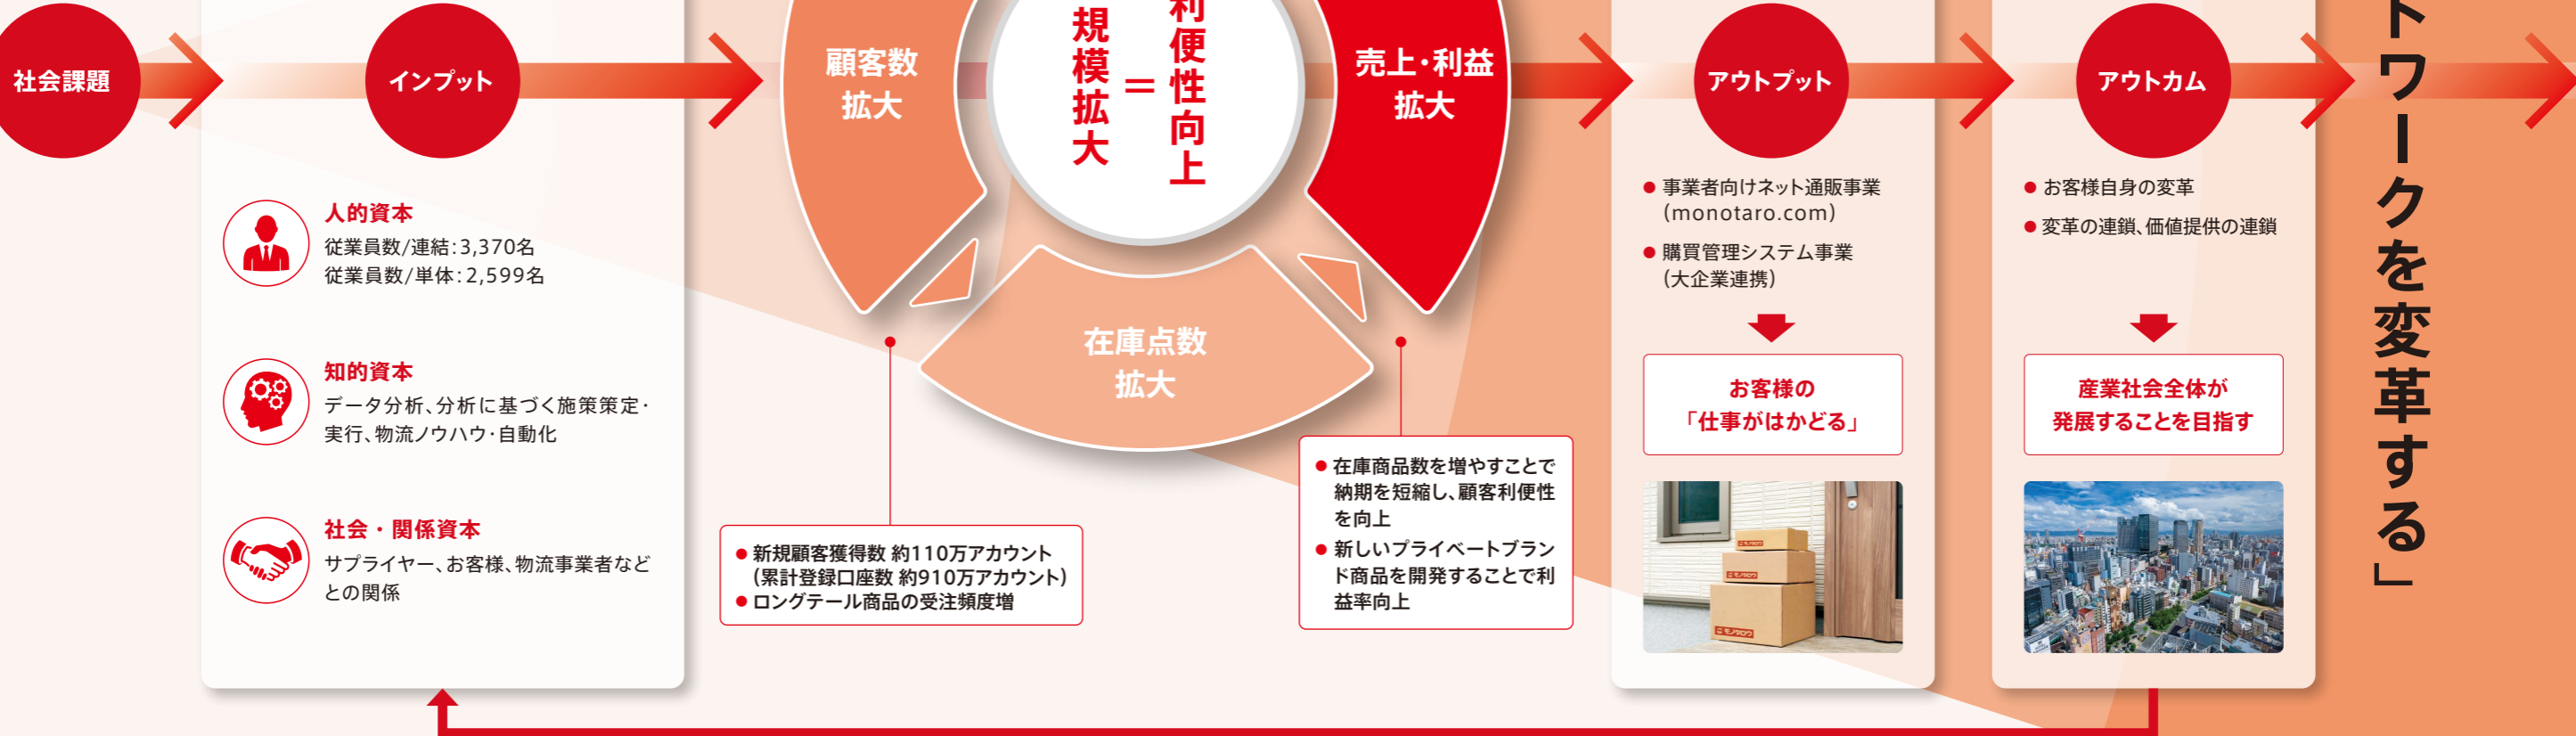 社会課題
インプット
人的資本
従業員数/連結:3,370名
従業員数/単体:2,599名
知的資本
データ分析、分析に基づく施策策定・
実行、物流ノウハウ・自動化
社会・関係資本
サプライヤー、お客様、物流事業者など
との関係
顧客数
拡大
利便性向上
=
規模拡大
売上・利益
拡大
在庫点数
拡大
● 新規顧客獲得数 約110万アカウント
(累計登録口座数 約910万アカウント)
● ロングテール商品の受注頻度増
● 在庫商品数を増やすことで
納期を短縮し、顧客利便性
を向上
● 新しいプライベートブラン
ド商品を開発することで利
益率向上
アウトプット
● 事業者向けネット通販事業
(monotaro.com)
● 購買管理システム事業
(大企業連携)
お客様の
「仕事がはかどる」
モノタロウ
モノタロウ
モノタロウ
アウトカム
● お客様自身の変革
● 変革の連鎖、価値提供の連鎖
産業社会全体が
発展することを目指す
トワークを変革する」